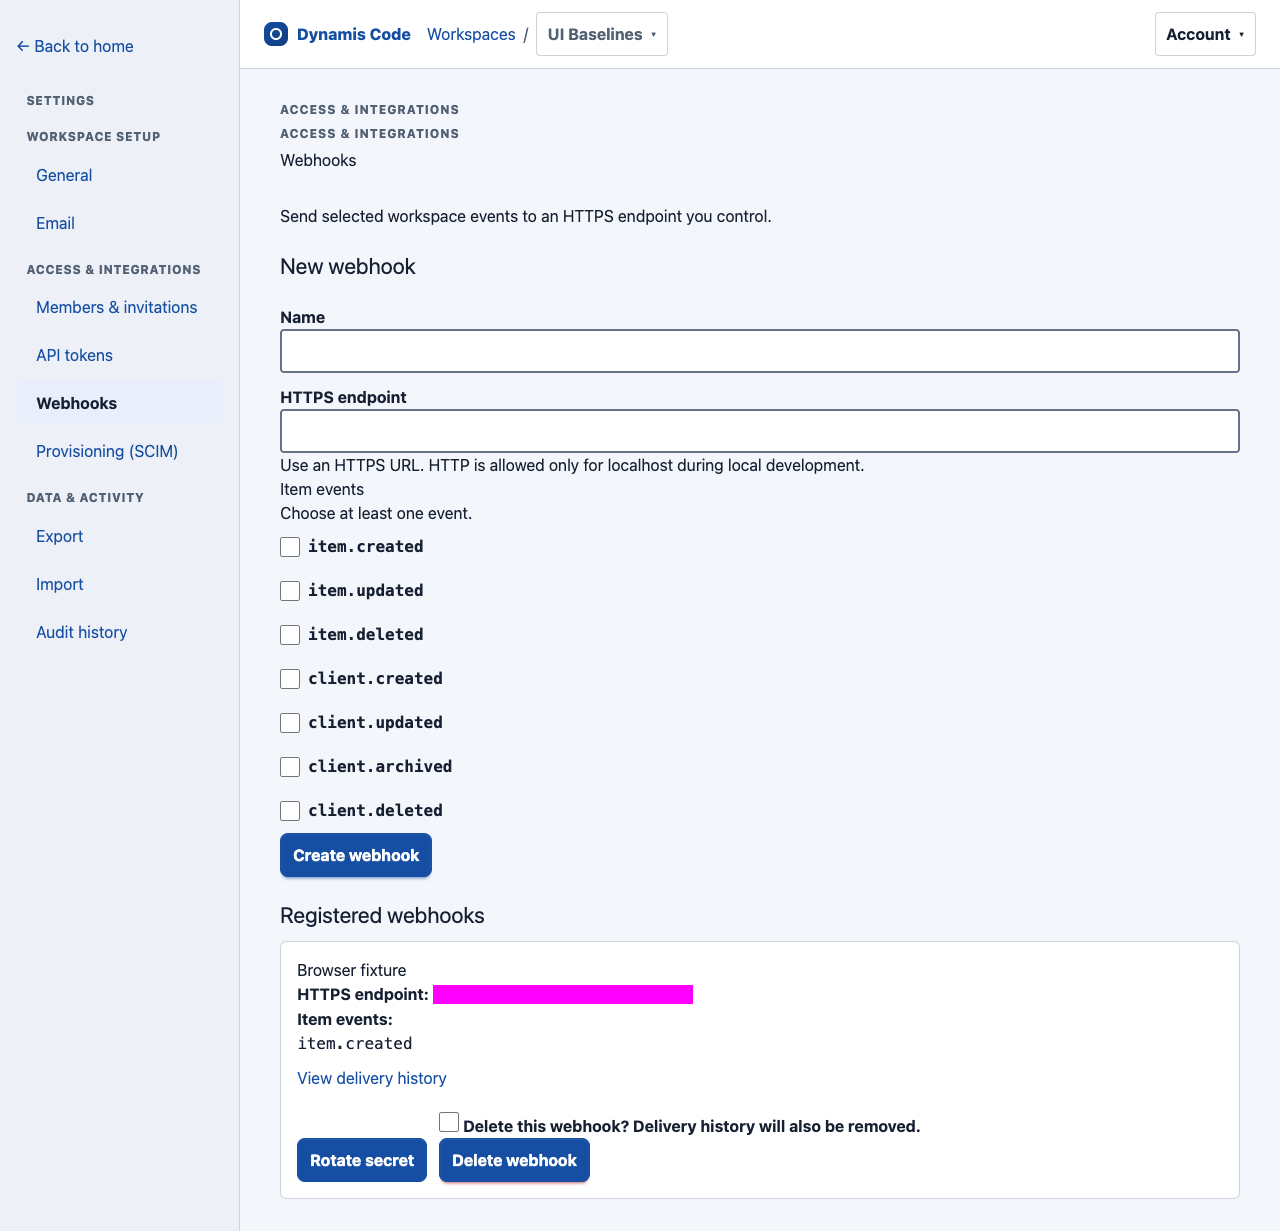 ← Back to home
SETTINGS
WORKSPACE SETUP
General
Email
ACCESS & INTEGRATIONS
Members & invitations
API tokens
Webhooks
Provisioning (SCIM)
DATA & ACTIVITY
Export
Import
Audit history
Dynamis Code Workspaces / UI Baselines
Account
ACCESS & INTEGRATIONS
ACCESS & INTEGRATIONS
Webhooks
Send selected workspace events to an HTTPS endpoint you control.
New webhook
Name
HTTPS endpoint
Use an HTTPS URL. HTTP is allowed only for localhost during local development.
Item events
Choose at least one event.
item.created
item.updated
item.deleted
client.created
client.updated
client.archived
client.deleted
Create webhook
Registered webhooks
Browser fixture
HTTPS endpoint:
Item events:
item.created
View delivery history
Delete this webhook? Delivery history will also be removed.
Rotate secret Delete webhook